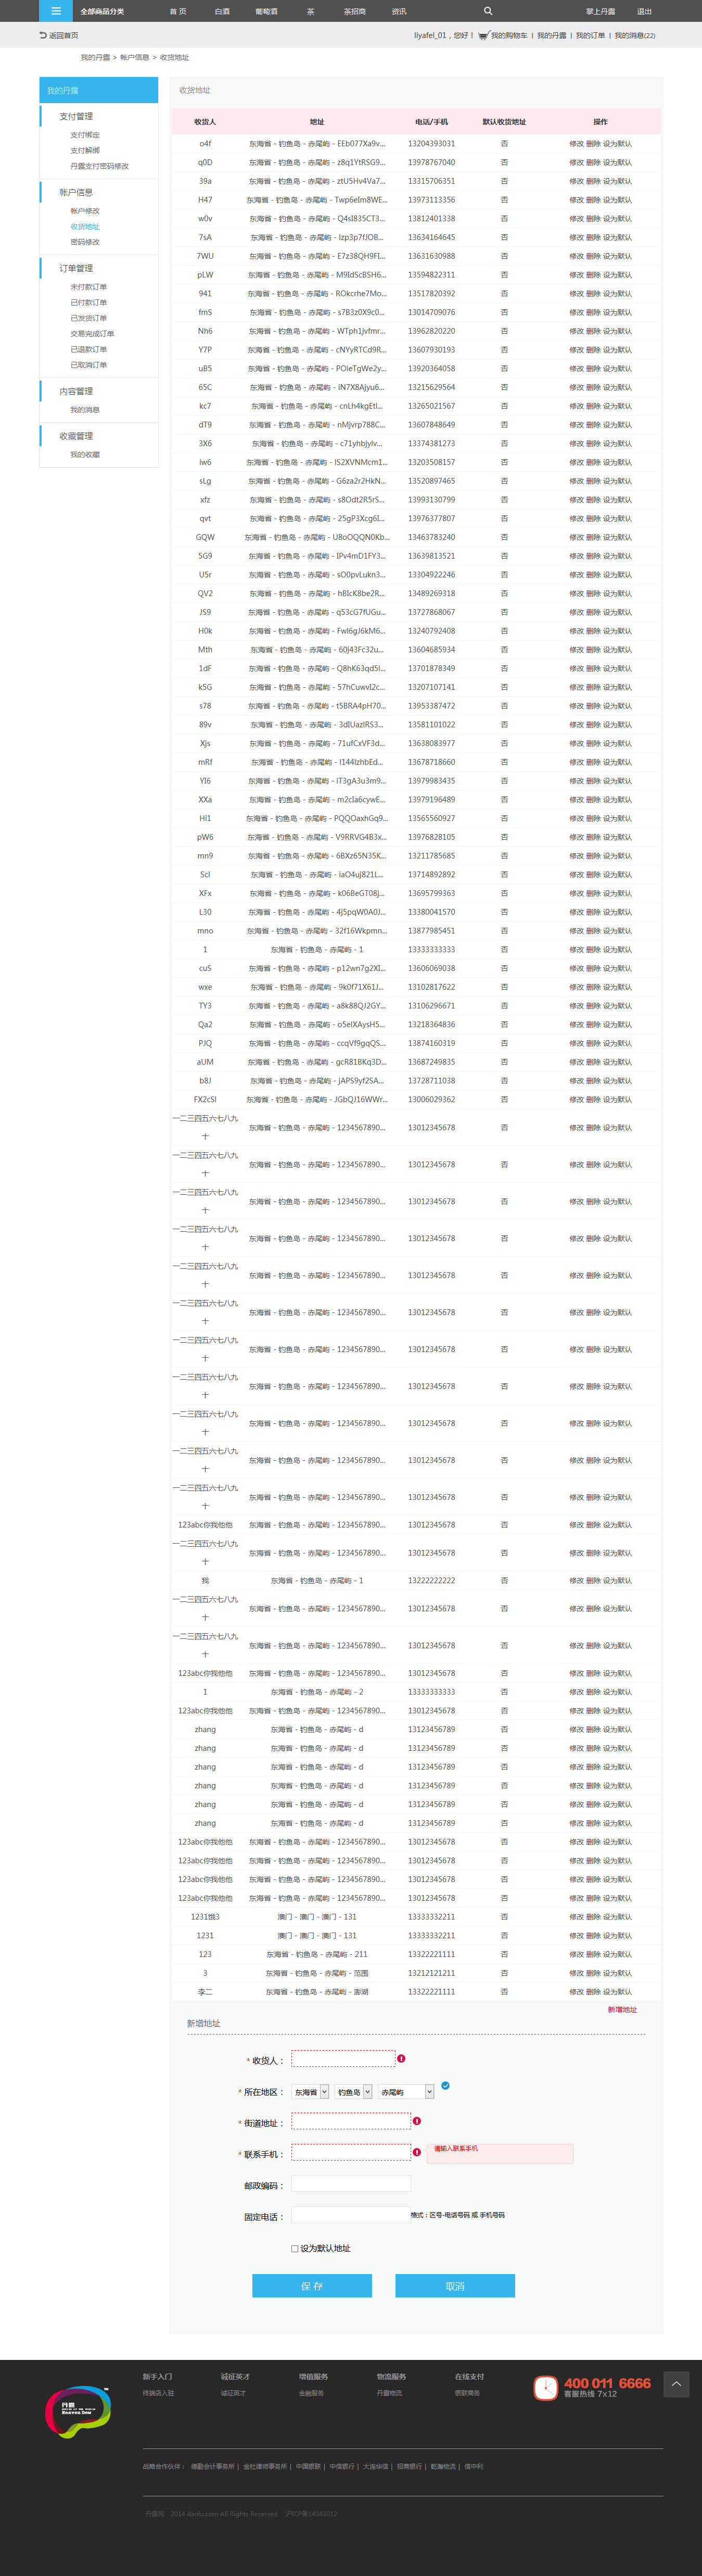 全部商品分类 首 页 白酒 葡萄酒 茶 茶招商 资讯 掌上丹露 退出
返回首页 liyafei_01，您好！ 我的购物车 | 我的丹露 | 我的订单 | 我的消息(22)
我的丹露 > 帐户信息 > 收货地址
我的丹露
支付管理
支付绑定
支付解绑
丹露支付密码修改
帐户信息
帐户修改
收货地址
密码修改
订单管理
未付款订单
已付款订单
已发货订单
交易完成订单
已退款订单
已取消订单
内容管理
我的消息
收藏管理
我的收藏
收货地址
收货人 地址 电话/手机 默认收货地址 操作
o4f 东海省 - 钓鱼岛 - 赤尾屿 - EEb077Xa9v... 13204393031 否 修改 删除 设为默认
q0D 东海省 - 钓鱼岛 - 赤尾屿 - z8q1YtRSG9... 13978767040 否 修改 删除 设为默认
39a 东海省 - 钓鱼岛 - 赤尾屿 - ztU5Hv4Va7... 13315706351 否 修改 删除 设为默认
H47 东海省 - 钓鱼岛 - 赤尾屿 - Twp6eIm8WE... 13973113356 否 修改 删除 设为默认
w0v 东海省 - 钓鱼岛 - 赤尾屿 - Q4sI835CT3... 13812401338 否 修改 删除 设为默认
7sA 东海省 - 钓鱼岛 - 赤尾屿 - Izp3p7fJOB... 13634164645 否 修改 删除 设为默认
7WU 东海省 - 钓鱼岛 - 赤尾屿 - E7z38QH9FI... 13631630988 否 修改 删除 设为默认
pLW 东海省 - 钓鱼岛 - 赤尾屿 - M9IdScBSH6... 13594822311 否 修改 删除 设为默认
941 东海省 - 钓鱼岛 - 赤尾屿 - ROkcrhe7Mo... 13517820392 否 修改 删除 设为默认
fmS 东海省 - 钓鱼岛 - 赤尾屿 - s7B3z0X9c0... 13014709076 否 修改 删除 设为默认
Nh6 东海省 - 钓鱼岛 - 赤尾屿 - WTph1jvfmr... 13962820220 否 修改 删除 设为默认
Y7P 东海省 - 钓鱼岛 - 赤尾屿 - cNYyRTCd9R... 13607930193 否 修改 删除 设为默认
uB5 东海省 - 钓鱼岛 - 赤尾屿 - POieTgWe2y... 13920364058 否 修改 删除 设为默认
65C 东海省 - 钓鱼岛 - 赤尾屿 - iN7X8Ajyu6... 13215629564 否 修改 删除 设为默认
kc7 东海省 - 钓鱼岛 - 赤尾屿 - cnLh4kgEtl... 13265021567 否 修改 删除 设为默认
dT9 东海省 - 钓鱼岛 - 赤尾屿 - nMjvrp788C... 13607848649 否 修改 删除 设为默认
3X6 东海省 - 钓鱼岛 - 赤尾屿 - c71yhbjylv... 13374381273 否 修改 删除 设为默认
iw6 东海省 - 钓鱼岛 - 赤尾屿 - IS2XVNMcm1... 13203508157 否 修改 删除 设为默认
sLg 东海省 - 钓鱼岛 - 赤尾屿 - G6za2r2HkN... 13520897465 否 修改 删除 设为默认
xfz 东海省 - 钓鱼岛 - 赤尾屿 - s8Odt2R5rS... 13993130799 否 修改 删除 设为默认
qvt 东海省 - 钓鱼岛 - 赤尾屿 - 25gP3Xcg6I... 13976377807 否 修改 删除 设为默认
GQW 东海省 - 钓鱼岛 - 赤尾屿 - U8oOQQN0Kb... 13463783240 否 修改 删除 设为默认
5G9 东海省 - 钓鱼岛 - 赤尾屿 - IPv4mD1FY3... 13639813521 否 修改 删除 设为默认
U5r 东海省 - 钓鱼岛 - 赤尾屿 - sO0pvLukn3... 13304922246 否 修改 删除 设为默认
QV2 东海省 - 钓鱼岛 - 赤尾屿 - hBIcK8be2R... 13489269318 否 修改 删除 设为默认
JS9 东海省 - 钓鱼岛 - 赤尾屿 - q53cG7fUGu... 13727868067 否 修改 删除 设为默认
H0k 东海省 - 钓鱼岛 - 赤尾屿 - FwI6gJ6kM6... 13240792408 否 修改 删除 设为默认
Mth 东海省 - 钓鱼岛 - 赤尾屿 - 60j43Fc32u... 13604685934 否 修改 删除 设为默认
1dF 东海省 - 钓鱼岛 - 赤尾屿 - Q8hK63qd5l... 13701878349 否 修改 删除 设为默认
k5G 东海省 - 钓鱼岛 - 赤尾屿 - 57hCuwvI2c... 13207107141 否 修改 删除 设为默认
s78 东海省 - 钓鱼岛 - 赤尾屿 - t5BRA4pH70... 13953387472 否 修改 删除 设为默认
89v 东海省 - 钓鱼岛 - 赤尾屿 - 3dIUazIRS3... 13581101022 否 修改 删除 设为默认
Xjs 东海省 - 钓鱼岛 - 赤尾屿 - 71ufCxVF3d... 13638083977 否 修改 删除 设为默认
mRf 东海省 - 钓鱼岛 - 赤尾屿 - I144lzhbEd... 13678718660 否 修改 删除 设为默认
YI6 东海省 - 钓鱼岛 - 赤尾屿 - iT3gA3u3m9... 13979983435 否 修改 删除 设为默认
XXa 东海省 - 钓鱼岛 - 赤尾屿 - m2cIa6cywE... 13979196489 否 修改 删除 设为默认
Hi1 东海省 - 钓鱼岛 - 赤尾屿 - PQQOaxhGq9... 13565560927 否 修改 删除 设为默认
pW6 东海省 - 钓鱼岛 - 赤尾屿 - V9RRVG4B3x... 13976828105 否 修改 删除 设为默认
mn9 东海省 - 钓鱼岛 - 赤尾屿 - 6BXz65N35K... 13211785685 否 修改 删除 设为默认
ScI 东海省 - 钓鱼岛 - 赤尾屿 - iaO4uj821L... 13714892892 否 修改 删除 设为默认
XFx 东海省 - 钓鱼岛 - 赤尾屿 - k06BeGT08j... 13695799363 否 修改 删除 设为默认
L30 东海省 - 钓鱼岛 - 赤尾屿 - 4j5pqW0A0J... 13380041570 否 修改 删除 设为默认
mno 东海省 - 钓鱼岛 - 赤尾屿 - 32f16Wkpmn... 13877985451 否 修改 删除 设为默认
1 东海省 - 钓鱼岛 - 赤尾屿 - 1 13333333333 否 修改 删除 设为默认
cuS 东海省 - 钓鱼岛 - 赤尾屿 - p12wn7g2XI... 13606069038 否 修改 删除 设为默认
wxe 东海省 - 钓鱼岛 - 赤尾屿 - 9k0f71X61J... 13102817622 否 修改 删除 设为默认
TY3 东海省 - 钓鱼岛 - 赤尾屿 - a8k88QJ2GY... 13106296671 否 修改 删除 设为默认
Qa2 东海省 - 钓鱼岛 - 赤尾屿 - o5eIXAysH5... 13218364836 否 修改 删除 设为默认
PJQ 东海省 - 钓鱼岛 - 赤尾屿 - ccqVf9gqQS... 13874160319 否 修改 删除 设为默认
aUM 东海省 - 钓鱼岛 - 赤尾屿 - gcR81BKq3D... 13687249835 否 修改 删除 设为默认
b8J 东海省 - 钓鱼岛 - 赤尾屿 - jAPS9yf2SA... 13728711038 否 修改 删除 设为默认
FX2cSl 东海省 - 钓鱼岛 - 赤尾屿 - JGbQJ16WWr... 13006029362 否 修改 删除 设为默认
一二三四五六七八九十 东海省 - 钓鱼岛 - 赤尾屿 - 1234567890... 13012345678 否 修改 删除 设为默认
一二三四五六七八九十 东海省 - 钓鱼岛 - 赤尾屿 - 1234567890... 13012345678 否 修改 删除 设为默认
一二三四五六七八九十 东海省 - 钓鱼岛 - 赤尾屿 - 1234567890... 13012345678 否 修改 删除 设为默认
一二三四五六七八九十 东海省 - 钓鱼岛 - 赤尾屿 - 1234567890... 13012345678 否 修改 删除 设为默认
一二三四五六七八九十 东海省 - 钓鱼岛 - 赤尾屿 - 1234567890... 13012345678 否 修改 删除 设为默认
一二三四五六七八九十 东海省 - 钓鱼岛 - 赤尾屿 - 1234567890... 13012345678 否 修改 删除 设为默认
一二三四五六七八九十 东海省 - 钓鱼岛 - 赤尾屿 - 1234567890... 13012345678 否 修改 删除 设为默认
一二三四五六七八九十 东海省 - 钓鱼岛 - 赤尾屿 - 1234567890... 13012345678 否 修改 删除 设为默认
一二三四五六七八九十 东海省 - 钓鱼岛 - 赤尾屿 - 1234567890... 13012345678 否 修改 删除 设为默认
一二三四五六七八九十 东海省 - 钓鱼岛 - 赤尾屿 - 1234567890... 13012345678 否 修改 删除 设为默认
一二三四五六七八九十 东海省 - 钓鱼岛 - 赤尾屿 - 1234567890... 13012345678 否 修改 删除 设为默认
123abc你我他他 东海省 - 钓鱼岛 - 赤尾屿 - 1234567890... 13012345678 否 修改 删除 设为默认
一二三四五六七八九十 东海省 - 钓鱼岛 - 赤尾屿 - 1234567890... 13012345678 否 修改 删除 设为默认
我 东海省 - 钓鱼岛 - 赤尾屿 - 1 13222222222 否 修改 删除 设为默认
一二三四五六七八九十 东海省 - 钓鱼岛 - 赤尾屿 - 1234567890... 13012345678 否 修改 删除 设为默认
一二三四五六七八九十 东海省 - 钓鱼岛 - 赤尾屿 - 1234567890... 13012345678 否 修改 删除 设为默认
123abc你我他他 东海省 - 钓鱼岛 - 赤尾屿 - 1234567890... 13012345678 否 修改 删除 设为默认
1 东海省 - 钓鱼岛 - 赤尾屿 - 2 13333333333 否 修改 删除 设为默认
123abc你我他他 东海省 - 钓鱼岛 - 赤尾屿 - 1234567890... 13012345678 否 修改 删除 设为默认
zhang 东海省 - 钓鱼岛 - 赤尾屿 - d 13123456789 否 修改 删除 设为默认
zhang 东海省 - 钓鱼岛 - 赤尾屿 - d 13123456789 否 修改 删除 设为默认
zhang 东海省 - 钓鱼岛 - 赤尾屿 - d 13123456789 否 修改 删除 设为默认
zhang 东海省 - 钓鱼岛 - 赤尾屿 - d 13123456789 否 修改 删除 设为默认
zhang 东海省 - 钓鱼岛 - 赤尾屿 - d 13123456789 否 修改 删除 设为默认
zhang 东海省 - 钓鱼岛 - 赤尾屿 - d 13123456789 否 修改 删除 设为默认
123abc你我他他 东海省 - 钓鱼岛 - 赤尾屿 - 1234567890... 13012345678 否 修改 删除 设为默认
123abc你我他他 东海省 - 钓鱼岛 - 赤尾屿 - 1234567890... 13012345678 否 修改 删除 设为默认
123abc你我他他 东海省 - 钓鱼岛 - 赤尾屿 - 1234567890... 13012345678 否 修改 删除 设为默认
123abc你我他他 东海省 - 钓鱼岛 - 赤尾屿 - 1234567890... 13012345678 否 修改 删除 设为默认
1231饿3 澳门 - 澳门 - 澳门 - 131 13333332211 否 修改 删除 设为默认
1231 澳门 - 澳门 - 澳门 - 131 13333332211 否 修改 删除 设为默认
123 东海省 - 钓鱼岛 - 赤尾屿 - 211 13322221111 否 修改 删除 设为默认
3 东海省 - 钓鱼岛 - 赤尾屿 - 范围 13212121211 否 修改 删除 设为默认
李二 东海省 - 钓鱼岛 - 赤尾屿 - 澎湖 13322221111 否 修改 删除 设为默认
新增地址
新增地址
* 收货人：
* 所在地区： 东海省 钓鱼岛 赤尾屿
* 街道地址：
* 联系手机： 请输入联系手机
邮政编码：
固定电话： 格式：区号-电话号码 或 手机号码
设为默认地址
保 存 取消
新手入门 诚征英才 增值服务 物流服务 在线支付
终端店入驻 诚征英才 金融服务 丹露物流 银联商务
400 011 6666
客服热线 7×12
丹露
Heaven Dew
战略合作伙伴： 德勤会计事务所 | 金杜律师事务所 | 中国银联 | 中信银行 | 大连华信 | 招商银行 | 乾瀚物流 | 信中利
丹露网 2014 danlu.com All Rights Reserved. 沪ICP备14043012